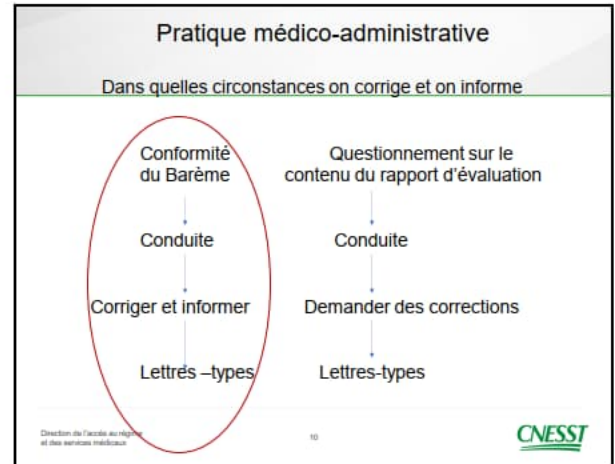 Pratique médico-administrative
Dans quelles circonstances on corrige et on informe
Conformité
du Barème
Conduite
Corriger et informer
Lettres –types
Questionnement sur le
contenu du rapport d'évaluation
Conduite
Demander des corrections
Lettres-types
Direction de l'accès au régime
et des services médicaux
10
CNESST